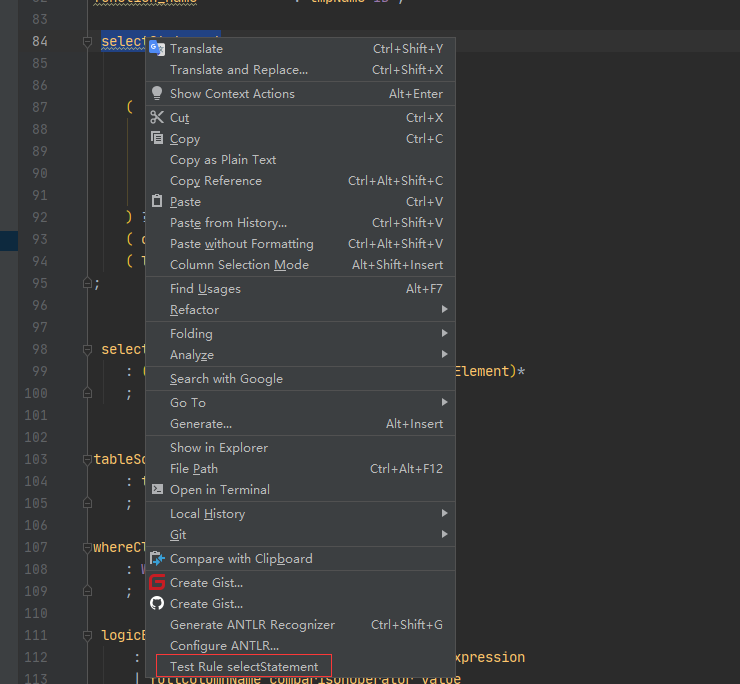 83
84
Translate Ctrl+Shift+Y
85 Translate and Replace... Ctrl+Shift+X
86 Show Context Actions Alt+Enter
87 ( Cut Ctrl+X
88 Copy Ctrl+C
89 Copy as Plain Text
90 Copy Reference Ctrl+Alt+Shift+C
91 Paste Ctrl+V
92 ) ? Paste from History... Ctrl+Shift+V
93 ( Paste without Formatting Ctrl+Alt+Shift+V
94 ( Column Selection Mode Alt+Shift+Insert
95 ; Find Usages Alt+F7
96 Refactor
97 Folding
98 select
Analyze
99 : ( Element)*
Search with Google
100 ;
101 Go To
102 Generate... Alt+Insert
Show in Explorer
103 tableSo
104 : File Path Ctrl+Alt+F12
105 ; Open in Terminal
106 Local History
Git
107 whereCl
Compare with Clipboard
108 : W
109 ; Create Gist...
110 Create Gist...
111 logicE
Generate ANTLR Recognizer Ctrl+Shift+G
Configure ANTLR...
112 : xpression
Test Rule selectStatement
113 |